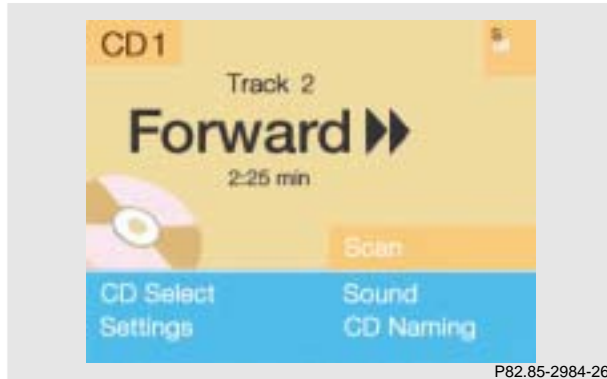 CD1
S
Track 2
Forward
2:25 min
Scan
CD Select Sound
Settings CD Naming
P82.85-2984-26